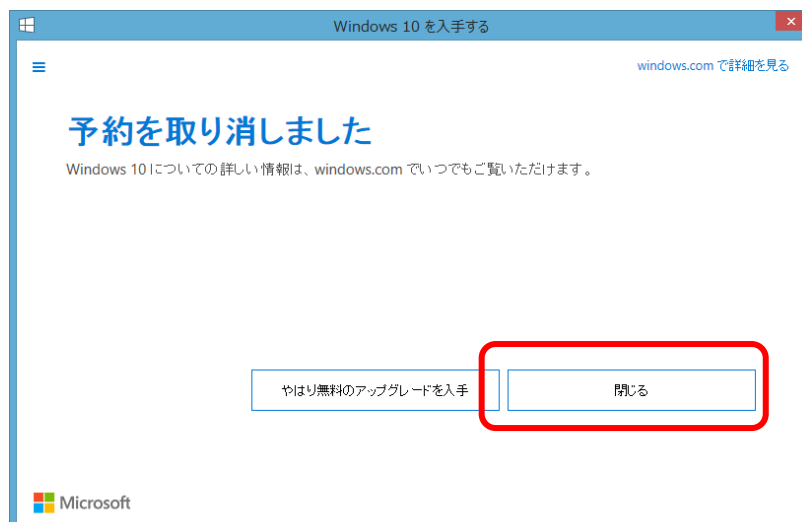 Windows 10 を入手する
windows.com で詳細を見る
予約を取り消しました
Windows 10 についての詳しい情報は、windows.com でいつでもご覧いただけます。
やはり無料のアップグレードを入手
閉じる
Microsoft